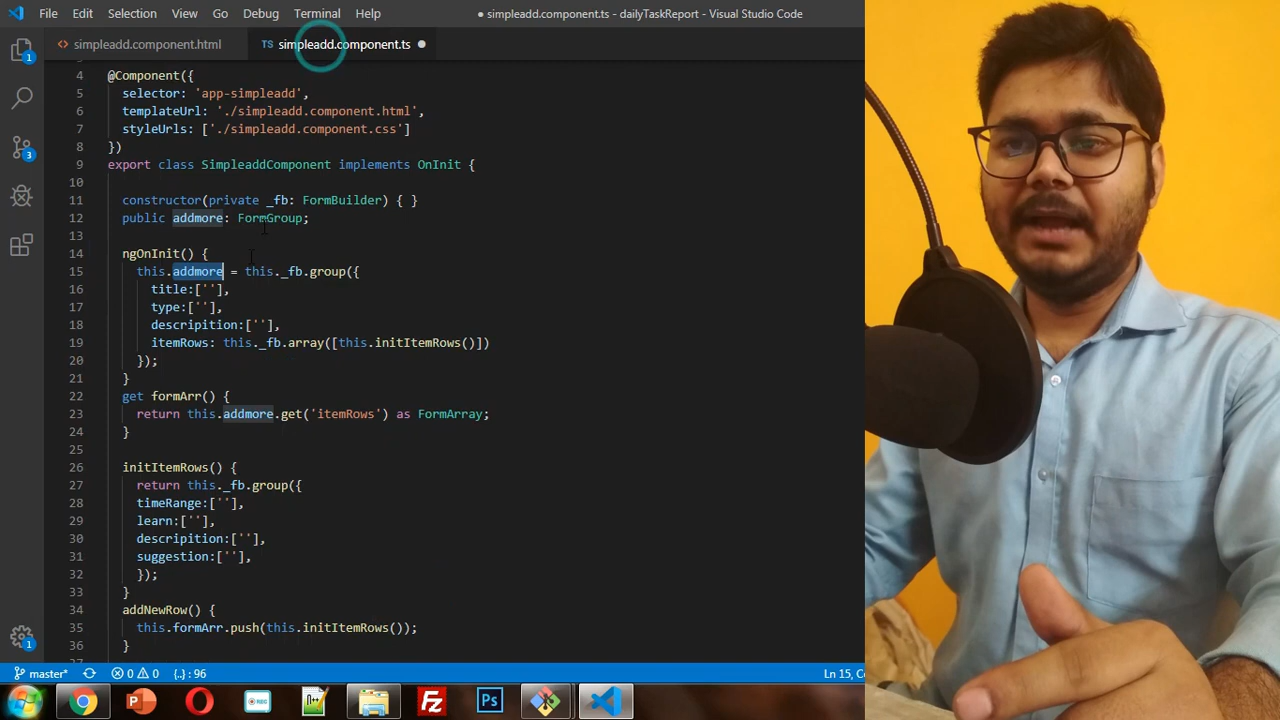 File Edit Selection View Go Debug Terminal Help
● simpleadd.component.ts - dailyTaskReport - Visual Studio Code
<> simpleadd.component.html
TS simpleadd.component.ts ●
4 @Component({
5 selector: 'app-simpleadd',
6 templateUrl: './simpleadd.component.html',
7 styleUrls: ['./simpleadd.component.css']
8 })
9 export class SimpleaddComponent implements OnInit {
10
11 constructor(private _fb: FormBuilder) { }
12 public addmore: FormGroup;
13
14 ngOnInit() {
15 this.addmore = this._fb.group({
16 title:[''],
17 type:[''],
18 descripition:[''],
19 itemRows: this._fb.array([this.initItemRows()])
20 });
21 }
22 get formArr() {
23 return this.addmore.get('itemRows') as FormArray;
24 }
25
26 initItemRows() {
27 return this._fb.group({
28 timeRange:[''],
29 learn:[''],
30 descripition:[''],
31 suggestion:[''],
32 });
33 }
34 addNewRow() {
35 this.formArr.push(this.initItemRows());
36 }
1
3
1
master* 0 0 {..} : 96
Ln 15,
Ps